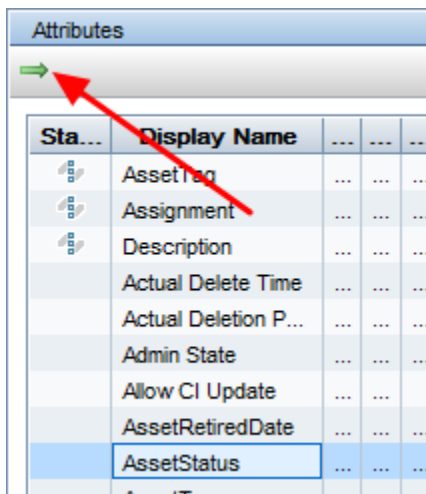 Attributes
Sta... Display Name ... ... ...
AssetTag ... ... ...
Assignment ... ... ...
Description ... ... ...
Actual Delete Time ... ... ...
Actual Deletion P... ... ... ...
Admin State ... ... ...
Allow CI Update ... ... ...
AssetRetiredDate ... ... ...
AssetStatus ... ... ...